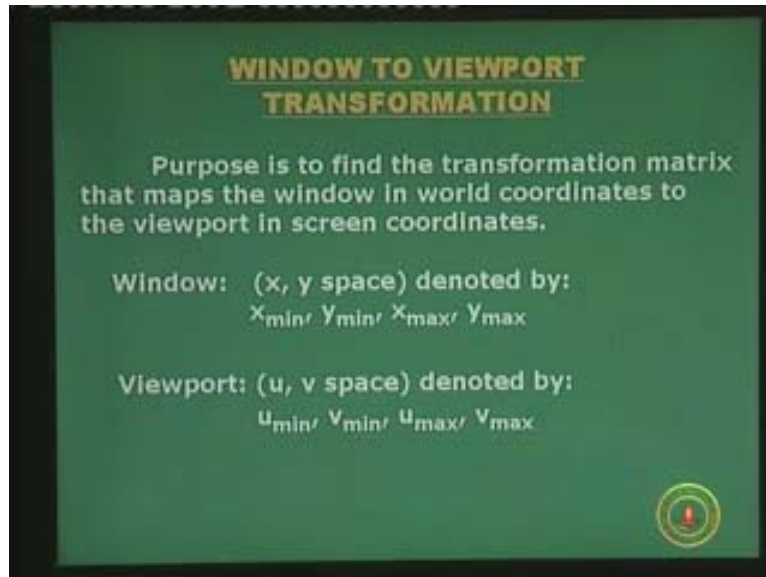 WINDOW TO VIEWPORT
TRANSFORMATION
Purpose is to find the transformation matrix
that maps the window in world coordinates to
the viewport in screen coordinates.
Window: (x, y space) denoted by:
xmin, ymin, xmax, ymax
Viewport: (u, v space) denoted by:
umin, vmin, umax, vmax